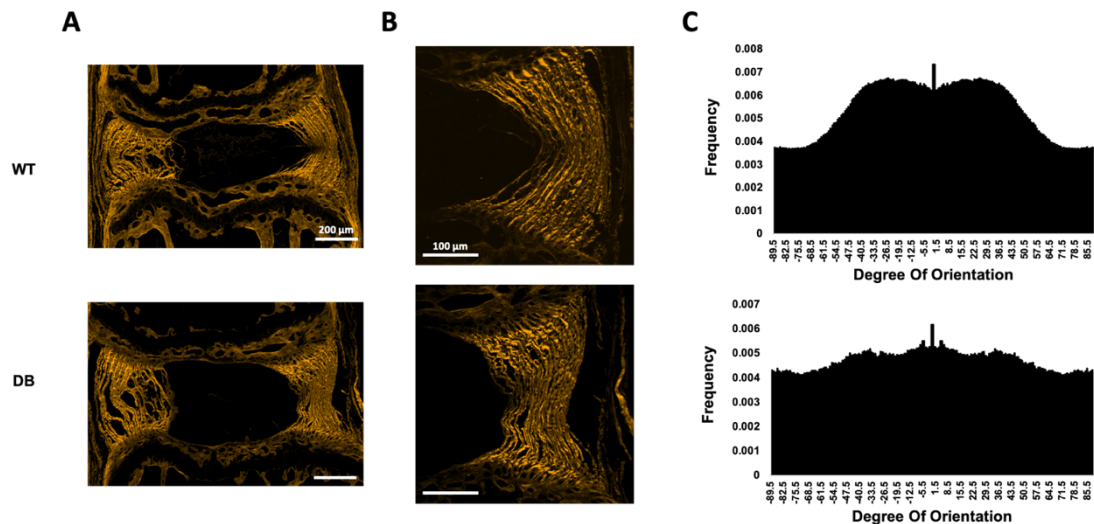 A
B
C
WT
200 µm
100 µm
0.008
0.007
0.006
0.005
0.004
0.003
0.002
0.001
0
Frequency
-89.5 -82.5 -75.5 -68.5 -61.5 -54.5 -47.5 -40.5 -33.5 -26.5 -19.5 -12.5 -5.5 1.5 8.5 15.5 22.5 29.5 36.5 43.5 50.5 57.5 64.5 71.5 78.5 85.5
Degree Of Orientation
DB
0.007
0.006
0.005
0.004
0.003
0.002
0.001
0
Frequency
-89.5 -82.5 -75.5 -68.5 -61.5 -54.5 -47.5 -40.5 -33.5 -26.5 -19.5 -12.5 -5.5 1.5 8.5 15.5 22.5 29.5 36.5 43.5 50.5 57.5 64.5 71.5 78.5 85.5
Degree Of Orientation